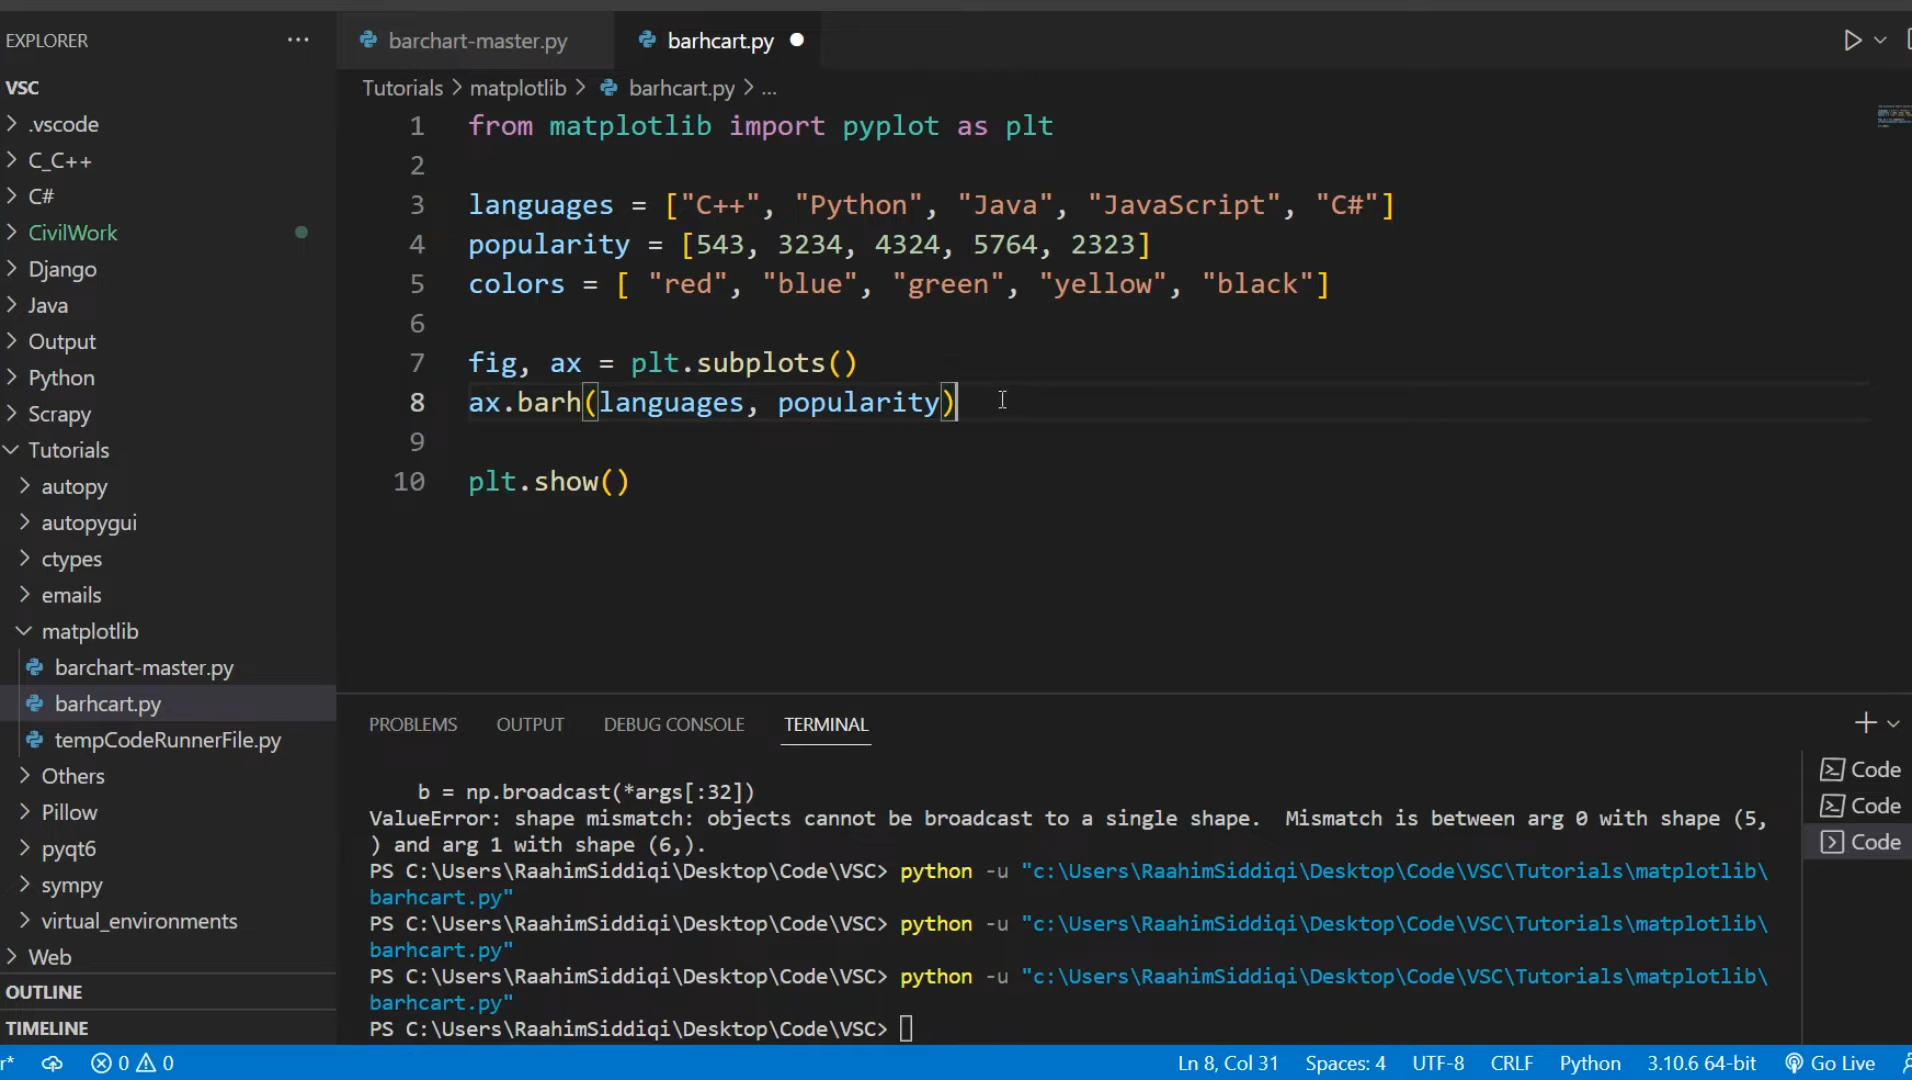 EXPLORER ···
VSC
.vscode
C_C++
C#
CivilWork
Django
Java
Output
Python
Scrapy
Tutorials
autopy
autopygui
ctypes
emails
matplotlib
barchart-master.py
barhcart.py
tempCodeRunnerFile.py
Others
Pillow
pyqt6
sympy
virtual_environments
Web
OUTLINE
TIMELINE
barchart-master.py barhcart.py
Tutorials > matplotlib > barhcart.py > ...
1 from matplotlib import pyplot as plt
2
3 languages = ["C++", "Python", "Java", "JavaScript", "C#"]
4 popularity = [543, 3234, 4324, 5764, 2323]
5 colors = [ "red", "blue", "green", "yellow", "black"]
6
7 fig, ax = plt.subplots()
8 ax.barh(languages, popularity)
9
10 plt.show()
PROBLEMS OUTPUT DEBUG CONSOLE TERMINAL
b = np.broadcast(*args[:32])
ValueError: shape mismatch: objects cannot be broadcast to a single shape.  Mismatch is between arg 0 with shape (5,
) and arg 1 with shape (6,).
PS C:\Users\RaahimSiddiqi\Desktop\Code\VSC> python -u "c:\Users\RaahimSiddiqi\Desktop\Code\VSC\Tutorials\matplotlib\
barhcart.py"
PS C:\Users\RaahimSiddiqi\Desktop\Code\VSC> python -u "c:\Users\RaahimSiddiqi\Desktop\Code\VSC\Tutorials\matplotlib\
barhcart.py"
PS C:\Users\RaahimSiddiqi\Desktop\Code\VSC> python -u "c:\Users\RaahimSiddiqi\Desktop\Code\VSC\Tutorials\matplotlib\
barhcart.py"
PS C:\Users\RaahimSiddiqi\Desktop\Code\VSC>
Code
Code
Code
r* 0 0 Ln 8, Col 31 Spaces: 4 UTF-8 CRLF Python 3.10.6 64-bit Go Live